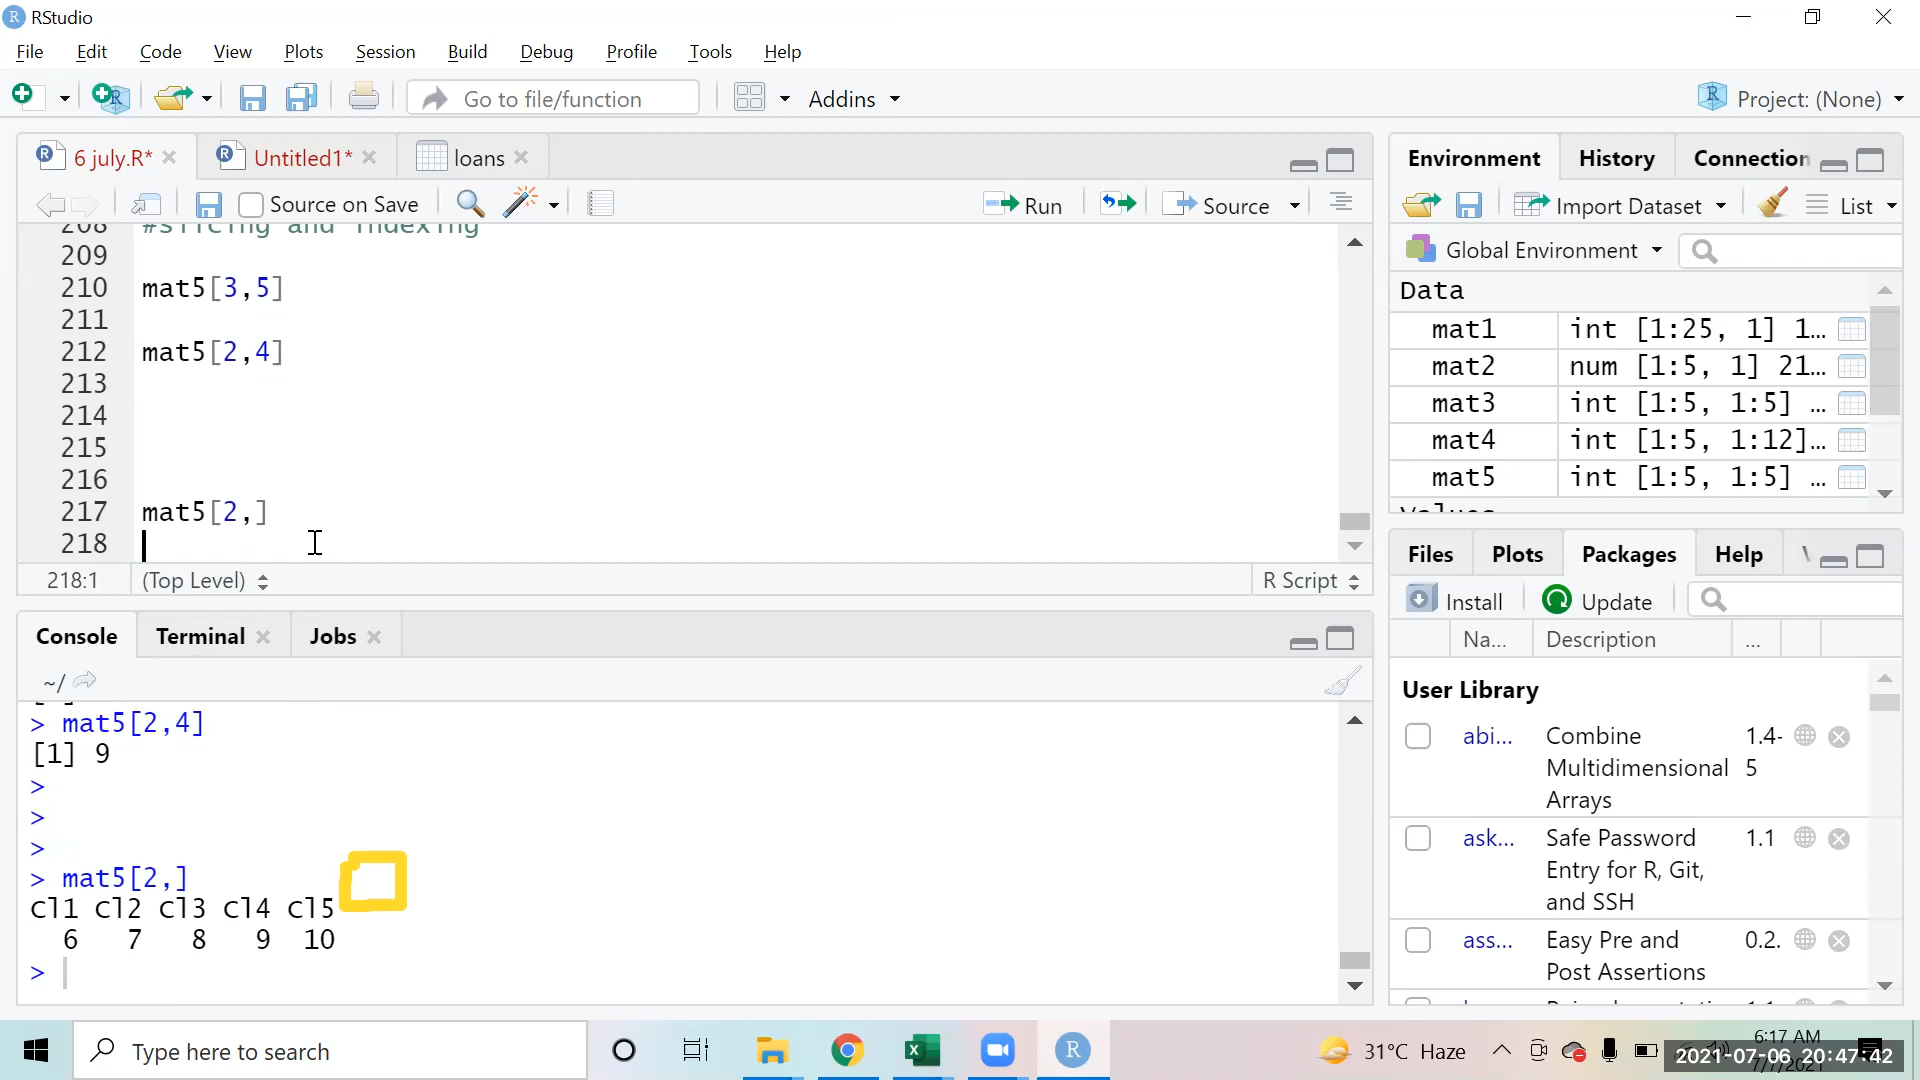 RStudio
File Edit Code View Plots Session Build Debug Profile Tools Help
Go to file/function Addins Project: (None)
6 july.R* Untitled1* loans
Source on Save Run Source
208 #slicing and indexing
209
210 mat5[3,5]
211
212 mat5[2,4]
213
214
215
216
217 mat5[2,]
218
218:1 (Top Level) R Script
Console Terminal Jobs
~/
> mat5[2,4]
[1] 9
>
>
>
> mat5[2,]
cl1 cl2 cl3 cl4 cl5
6 7 8 9 10
>
Environment History Connection
Import Dataset List
Global Environment
Data
mat1 int [1:25, 1] 1...
mat2 num [1:5, 1] 21...
mat3 int [1:5, 1:5] ...
mat4 int [1:5, 1:12]...
mat5 int [1:5, 1:5] ...
Values
Files Plots Packages Help
Install Update
Na... Description ...
User Library
abi... Combine Multidimensional Arrays 1.4-5
ask... Safe Password Entry for R, Git, and SSH 1.1
ass... Easy Pre and Post Assertions 0.2.
Type here to search
31°C Haze
6:17 AM
2021-07-06 20:47:42